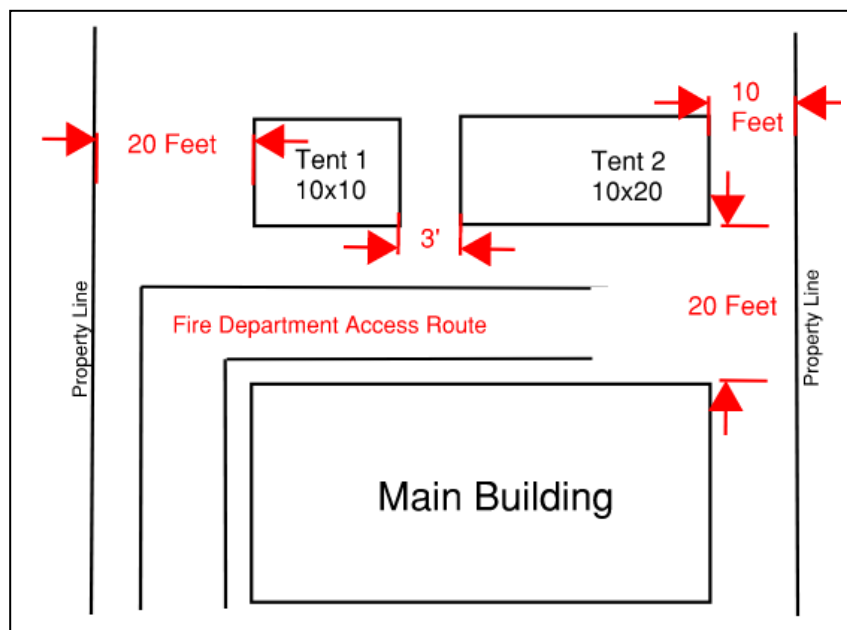 10
Feet
20 Feet
Tent 1
10x10
Tent 2
10x20
3'
Property Line
20 Feet
Property Line
Fire Department Access Route
Main Building